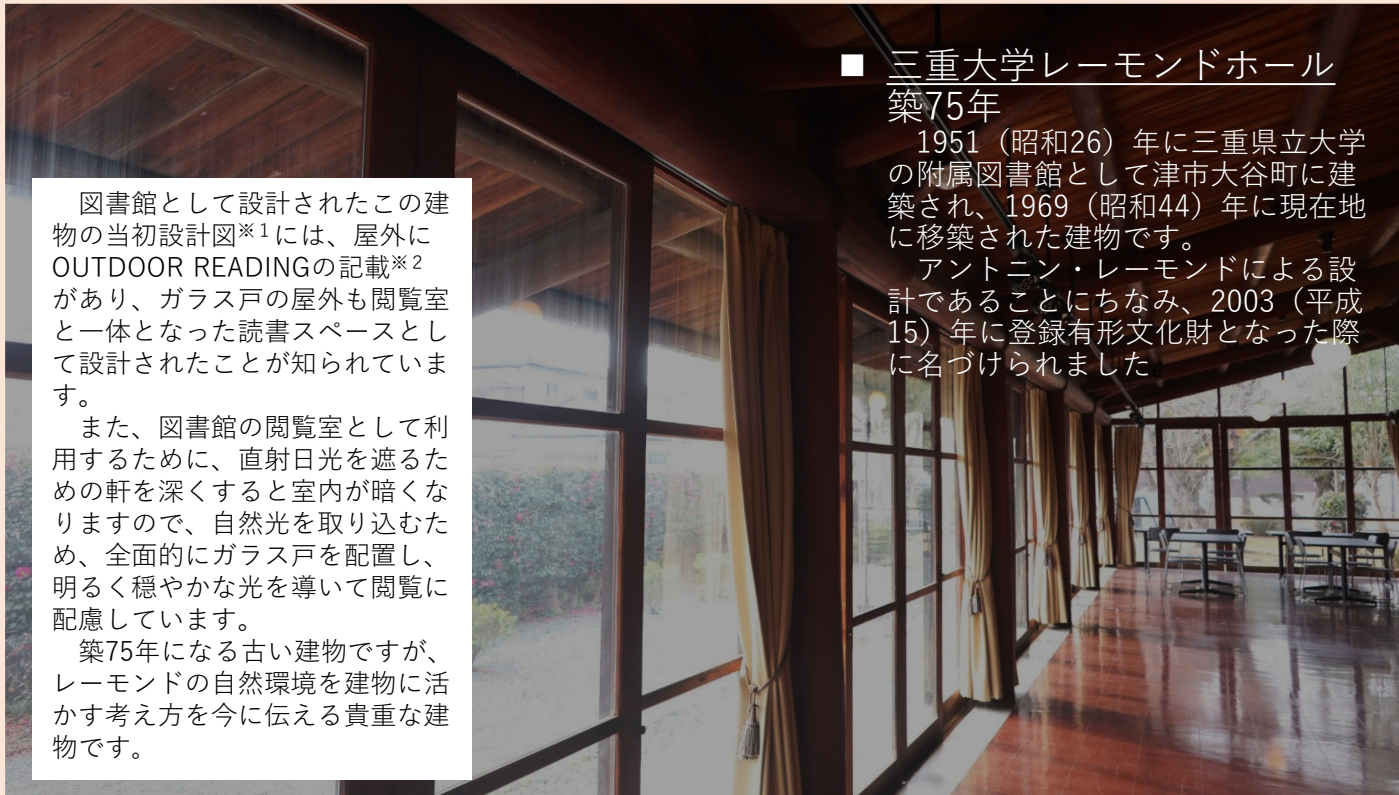 ■ 三重大学レーモンドホール
築75年
　1951（昭和26）年に三重県立大学
の附属図書館として津市大谷町に建
築され、1969（昭和44）年に現在地
に移築された建物です。
　アントニン・レーモンドによる設
計であることにちなみ、2003（平成
15）年に登録有形文化財となった際
に名づけられました。
　図書館として設計されたこの建
物の当初設計図※1には、屋外に
OUTDOOR READINGの記載※2
があり、ガラス戸の屋外も閲覧室
と一体となった読書スペースとし
て設計されたことが知られていま
す。
　また、図書館の閲覧室として利
用するために、直射日光を遮るた
めの軒を深くすると室内が暗くな
りますので、自然光を取り込むた
め、全面的にガラス戸を配置し、
明るく穏やかな光を導いて閲覧に
配慮しています。
　築75年になる古い建物ですが、
レーモンドの自然環境を建物に活
かす考え方を今に伝える貴重な建
物です。